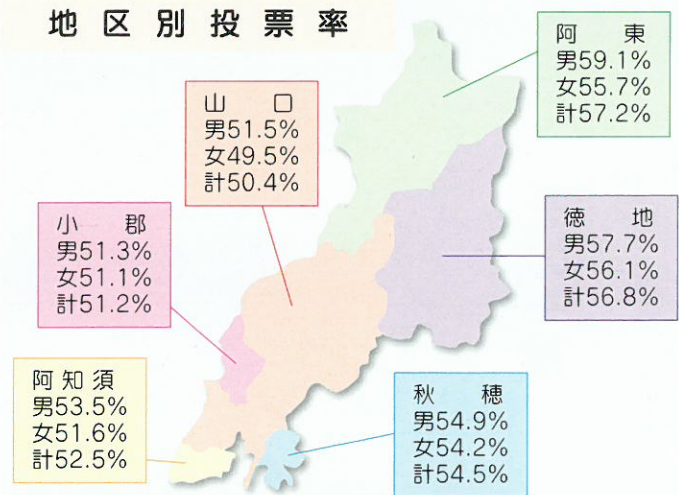 地区別投票率
阿東
男59.1%
女55.7%
計57.2%
山口
男51.5%
女49.5%
計50.4%
小郡
男51.3%
女51.1%
計51.2%
徳地
男57.7%
女56.1%
計56.8%
阿知須
男53.5%
女51.6%
計52.5%
秋穂
男54.9%
女54.2%
計54.5%